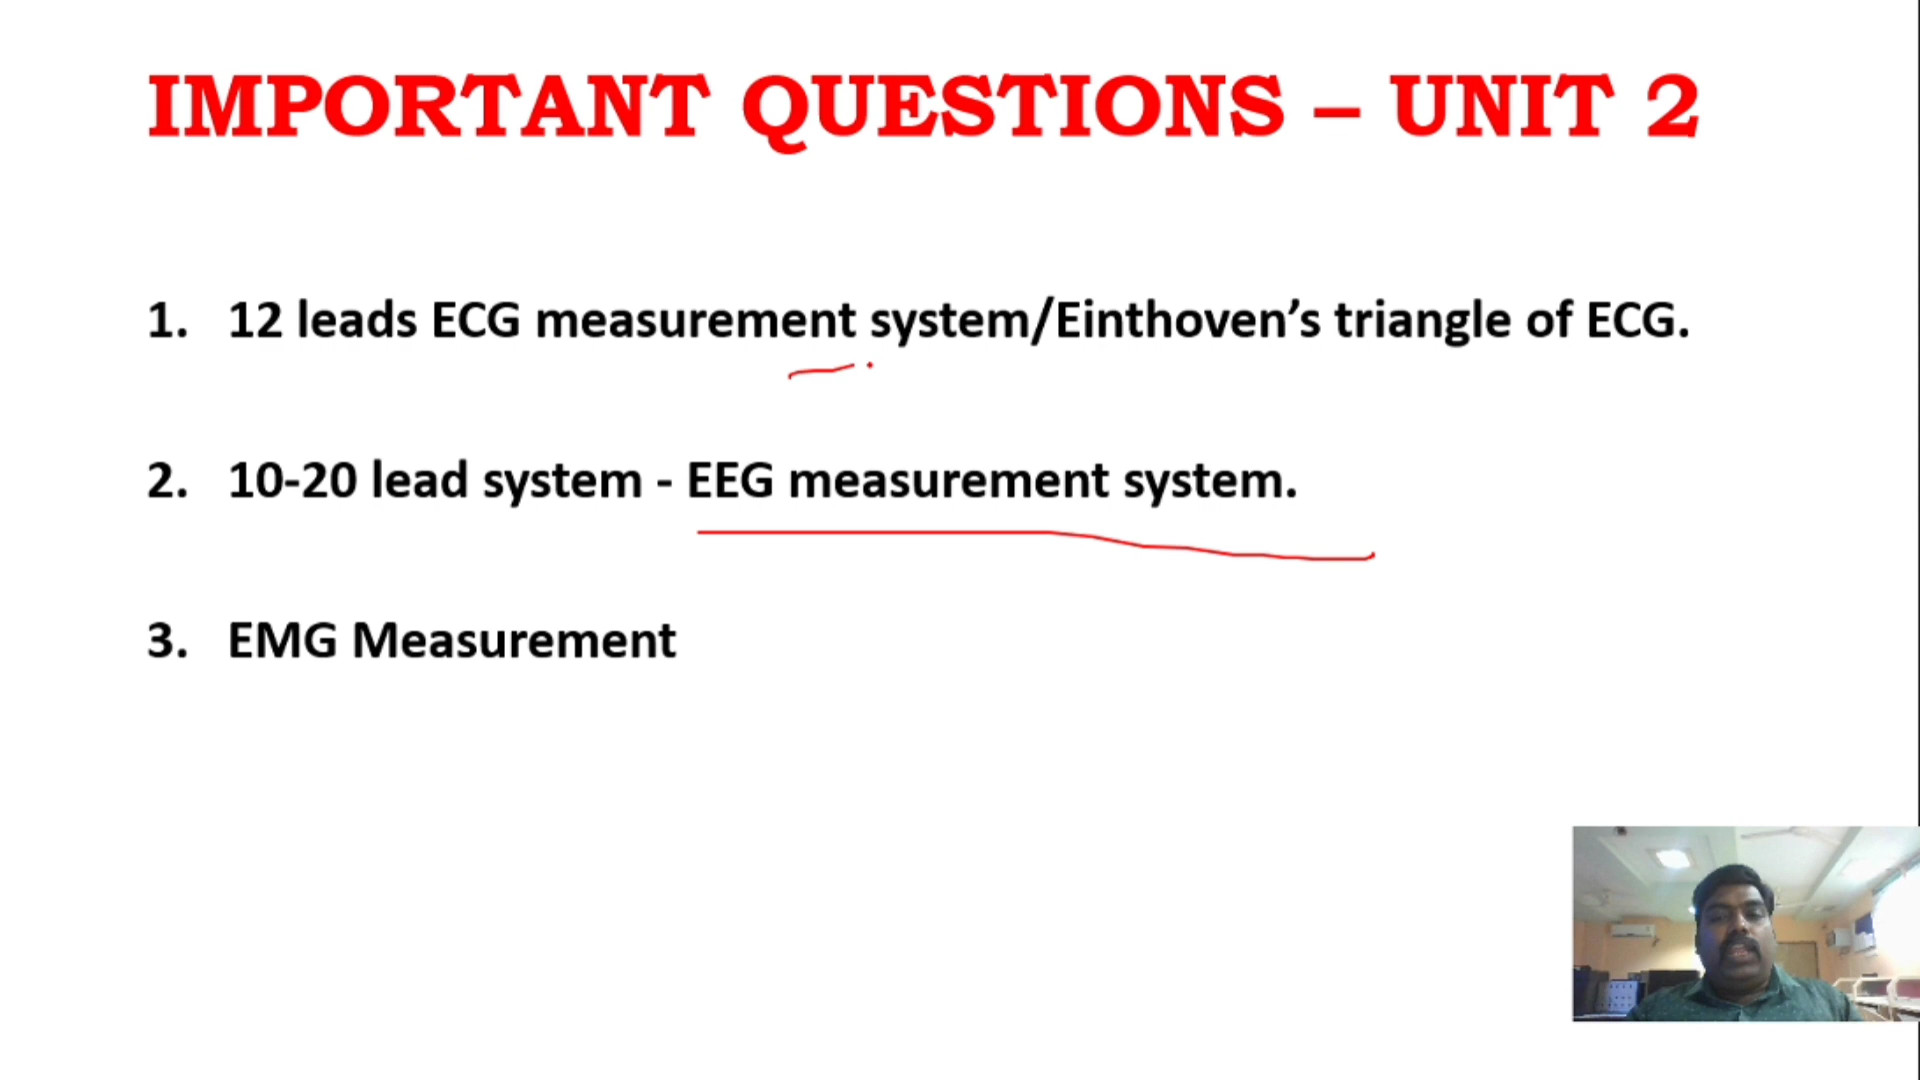 IMPORTANT QUESTIONS – UNIT 2
1. 12 leads ECG measurement system/Einthoven’s triangle of ECG.
2. 10-20 lead system - EEG measurement system.
3. EMG Measurement